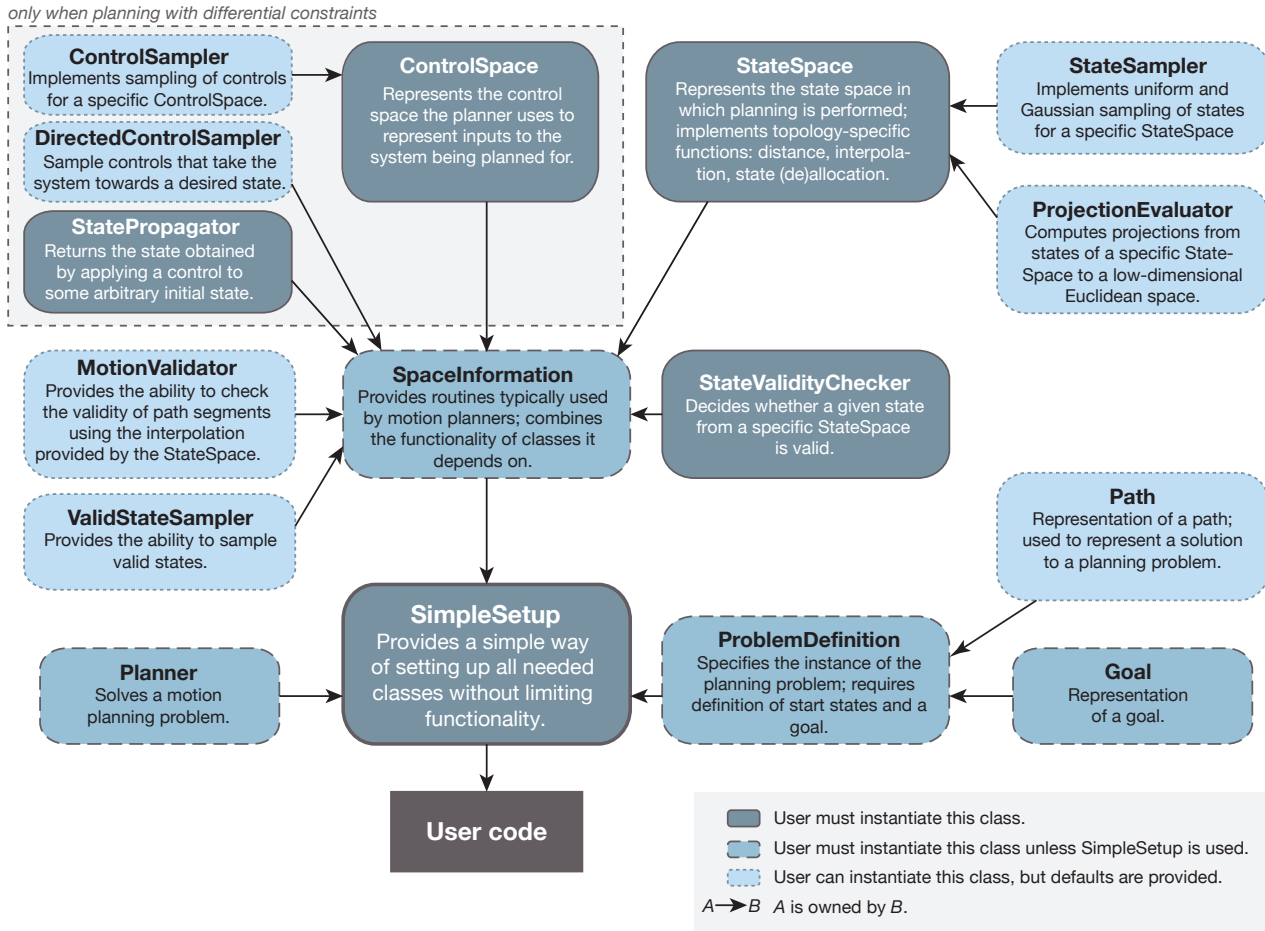 only when planning with differential constraints
ControlSampler
Implements sampling of controls
for a specific ControlSpace.
DirectedControlSampler
Sample controls that take the
system towards a desired state.
StatePropagator
Returns the state obtained
by applying a control to
some arbitrary initial state.
ControlSpace
Represents the control
space the planner uses to
represent inputs to the
system being planned for.
StateSpace
Represents the state space in
which planning is performed;
implements topology-specific
functions: distance, interpola-
tion, state (de)allocation.
StateSampler
Implements uniform and
Gaussian sampling of states
for a specific StateSpace
ProjectionEvaluator
Computes projections from
states of a specific State-
Space to a low-dimensional
Euclidean space.
MotionValidator
Provides the ability to check
the validity of path segments
using the interpolation
provided by the StateSpace.
SpaceInformation
Provides routines typically used
by motion planners; combines
the functionality of classes it
depends on.
StateValidityChecker
Decides whether a given state
from a specific StateSpace
is valid.
ValidStateSampler
Provides the ability to sample
valid states.
Path
Representation of a path;
used to represent a solution
to a planning problem.
Planner
Solves a motion
planning problem.
SimpleSetup
Provides a simple way
of setting up all needed
classes without limiting
functionality.
ProblemDefinition
Specifies the instance of the
planning problem; requires
definition of start states and a
goal.
Goal
Representation
of a goal.
User code
User must instantiate this class.
User must instantiate this class unless SimpleSetup is used.
User can instantiate this class, but defaults are provided.
A B A is owned by B.